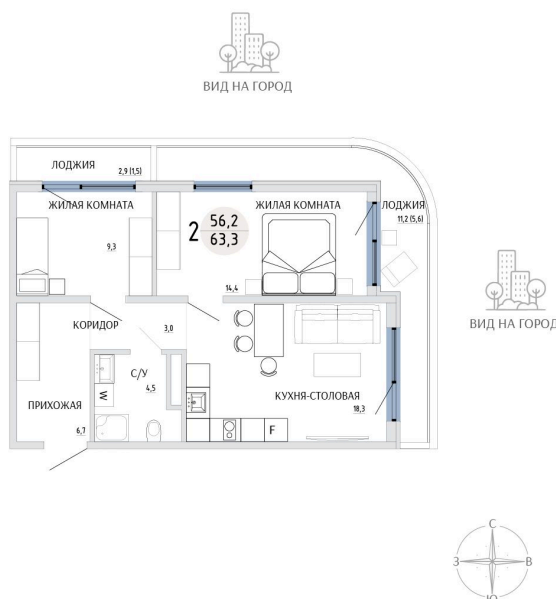 ВИД НА ГОРОД
ЛОДЖИЯ
2,9 (1,5)
ЖИЛАЯ КОМНАТА
9,3
2
56,2
63,3
ЖИЛАЯ КОМНАТА
14,4
ЛОДЖИЯ
11,2 (5,6)
ВИД НА ГОРОД
КОРИДОР
3,0
С/У
4,5
W
ПРИХОЖАЯ
6,7
КУХНЯ-СТОЛОВАЯ
18,3
F
С
З
В
Ю